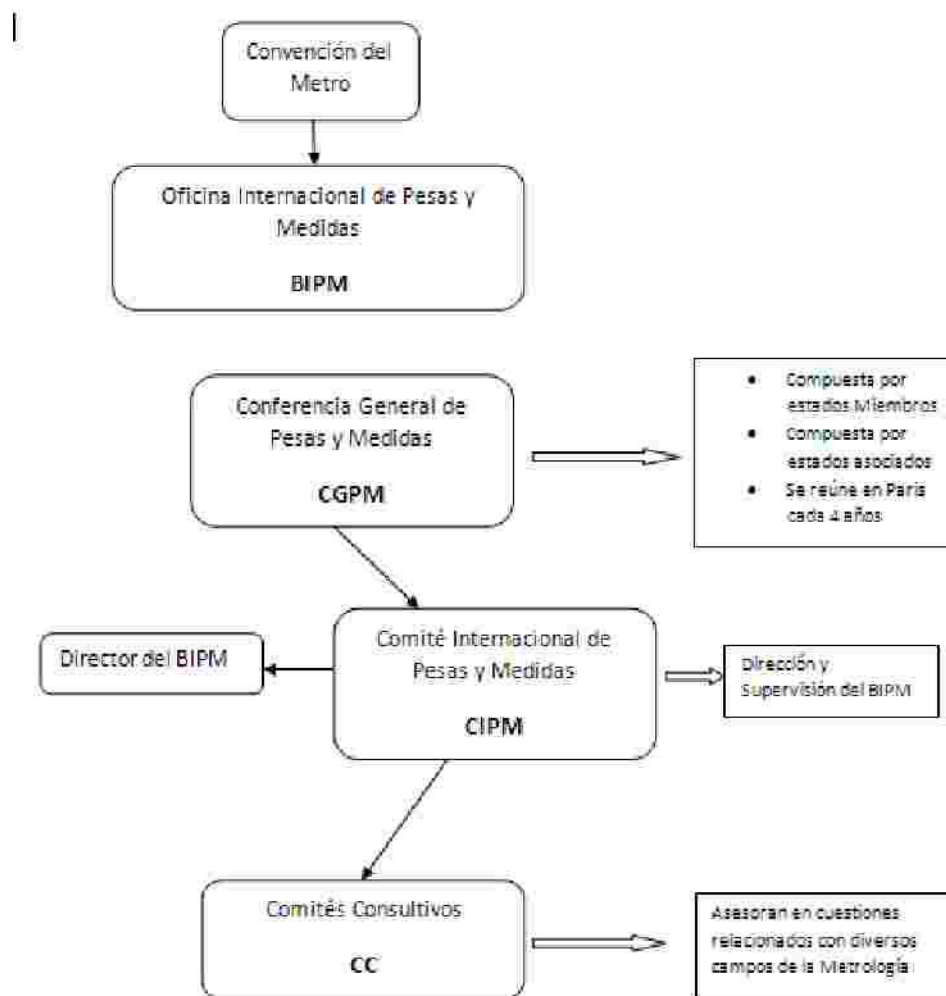 Convención del
Metro
Oficina Internacional de Pesas y
Medidas
BIPM
Conferencia General de
Pesas y Medidas
CGPM
• Compuesta por
estados Miembros
• Compuesta por
estados asociados
• Se reúne en Paris
cada 4 años
Comité Internacional de
Pesas y Medidas
CIPM
Director del BIPM
Dirección y
Supervisión del BIPM
Comités Consultivos
CC
Asesoran en cuestiones
relacionados con diversos
campos de la Metrología